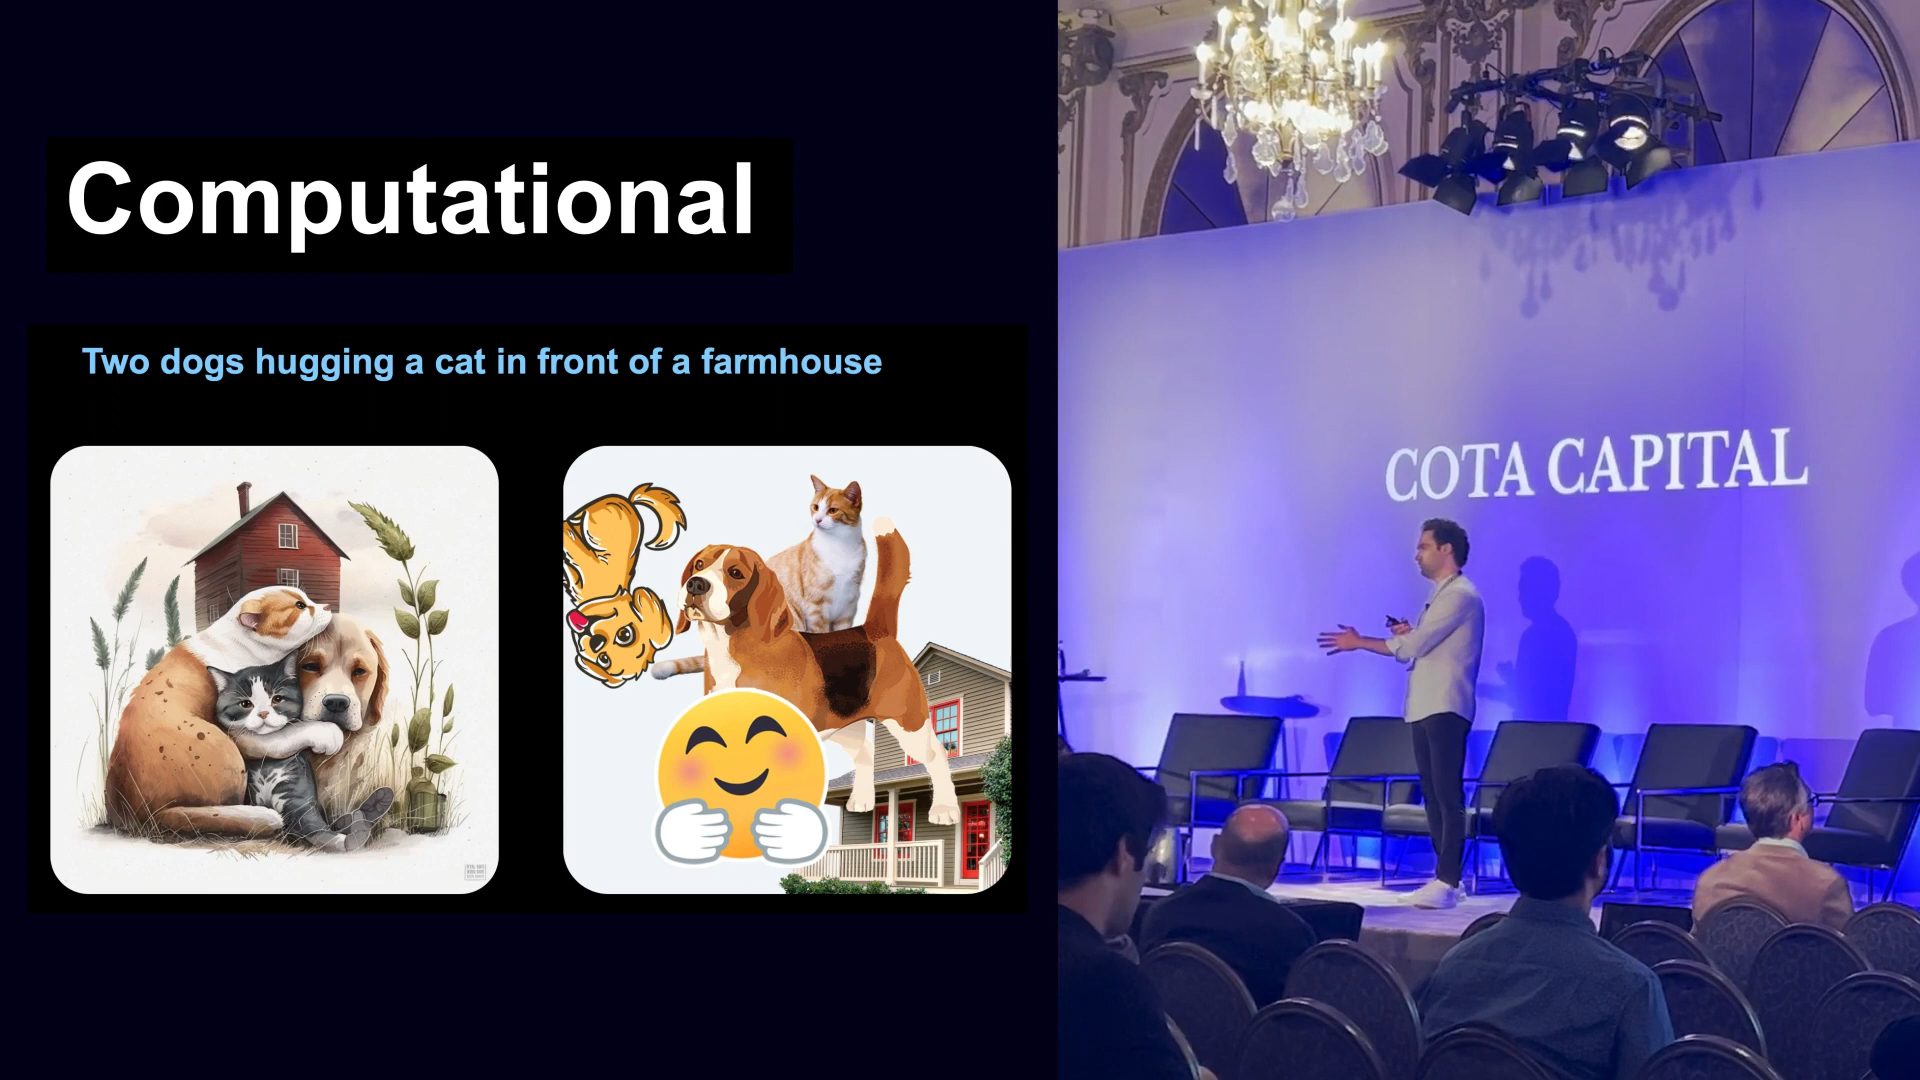 Computational
Two dogs hugging a cat in front of a farmhouse
COTA CAPITAL